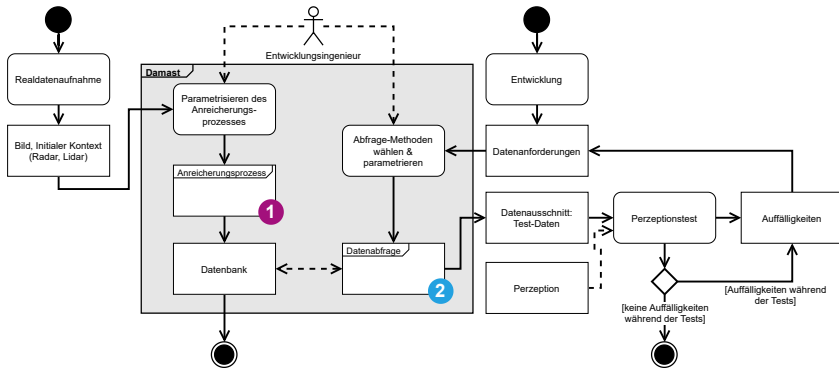 Entwicklungsingenieur
Damast
Realdatenaufnahme
Parametrisieren des
Anreicherungs-
prozesses
Entwicklung
Bild, Initialer Kontext
(Radar, Lidar)
Abfrage-Methoden
wählen &
parametrieren
Datenanforderungen
Anreicherungsprozess
1
Datenausschnitt:
Test-Daten
Perzeptionstest
Auffälligkeiten
Datenbank
Datenabfrage
2
Perzeption
[Auffälligkeiten während
der Tests]
[keine Auffälligkeiten
während der Tests]